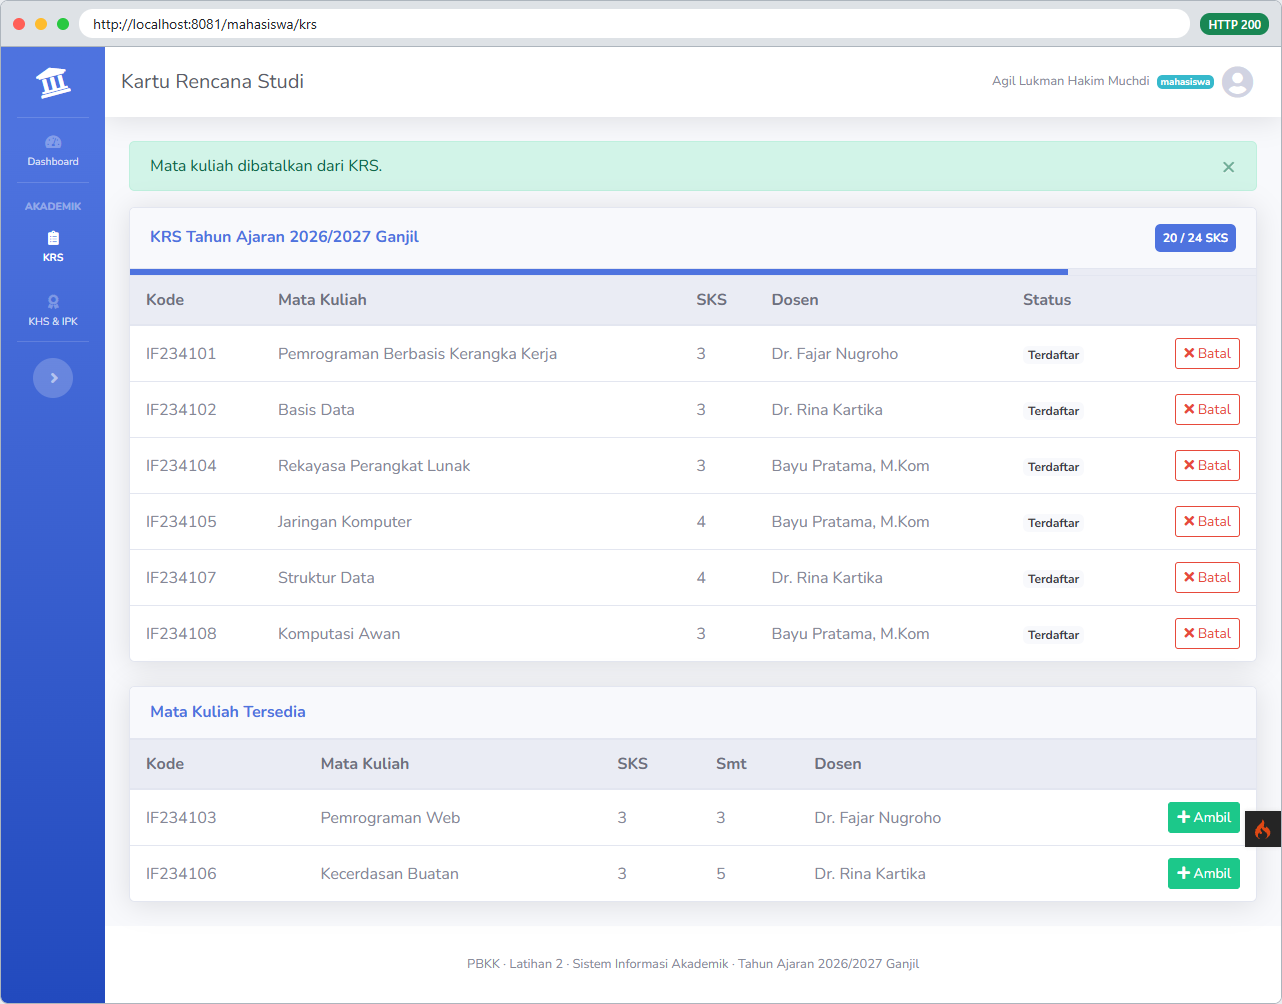 http://localhost:8081/mahasiswa/krs
HTTP 200
Kartu Rencana Studi
Agil Lukman Hakim Muchdi mahasiswa
Dashboard
AKADEMIK
KRS
KHS & IPK
Mata kuliah dibatalkan dari KRS.
KRS Tahun Ajaran 2026/2027 Ganjil
20 / 24 SKS
Kode Mata Kuliah SKS Dosen Status
IF234101 Pemrograman Berbasis Kerangka Kerja 3 Dr. Fajar Nugroho Terdaftar Batal
IF234102 Basis Data 3 Dr. Rina Kartika Terdaftar Batal
IF234104 Rekayasa Perangkat Lunak 3 Bayu Pratama, M.Kom Terdaftar Batal
IF234105 Jaringan Komputer 4 Bayu Pratama, M.Kom Terdaftar Batal
IF234107 Struktur Data 4 Dr. Rina Kartika Terdaftar Batal
IF234108 Komputasi Awan 3 Bayu Pratama, M.Kom Terdaftar Batal
Mata Kuliah Tersedia
Kode Mata Kuliah SKS Smt Dosen
IF234103 Pemrograman Web 3 3 Dr. Fajar Nugroho Ambil
IF234106 Kecerdasan Buatan 3 5 Dr. Rina Kartika Ambil
PBKK · Latihan 2 · Sistem Informasi Akademik · Tahun Ajaran 2026/2027 Ganjil